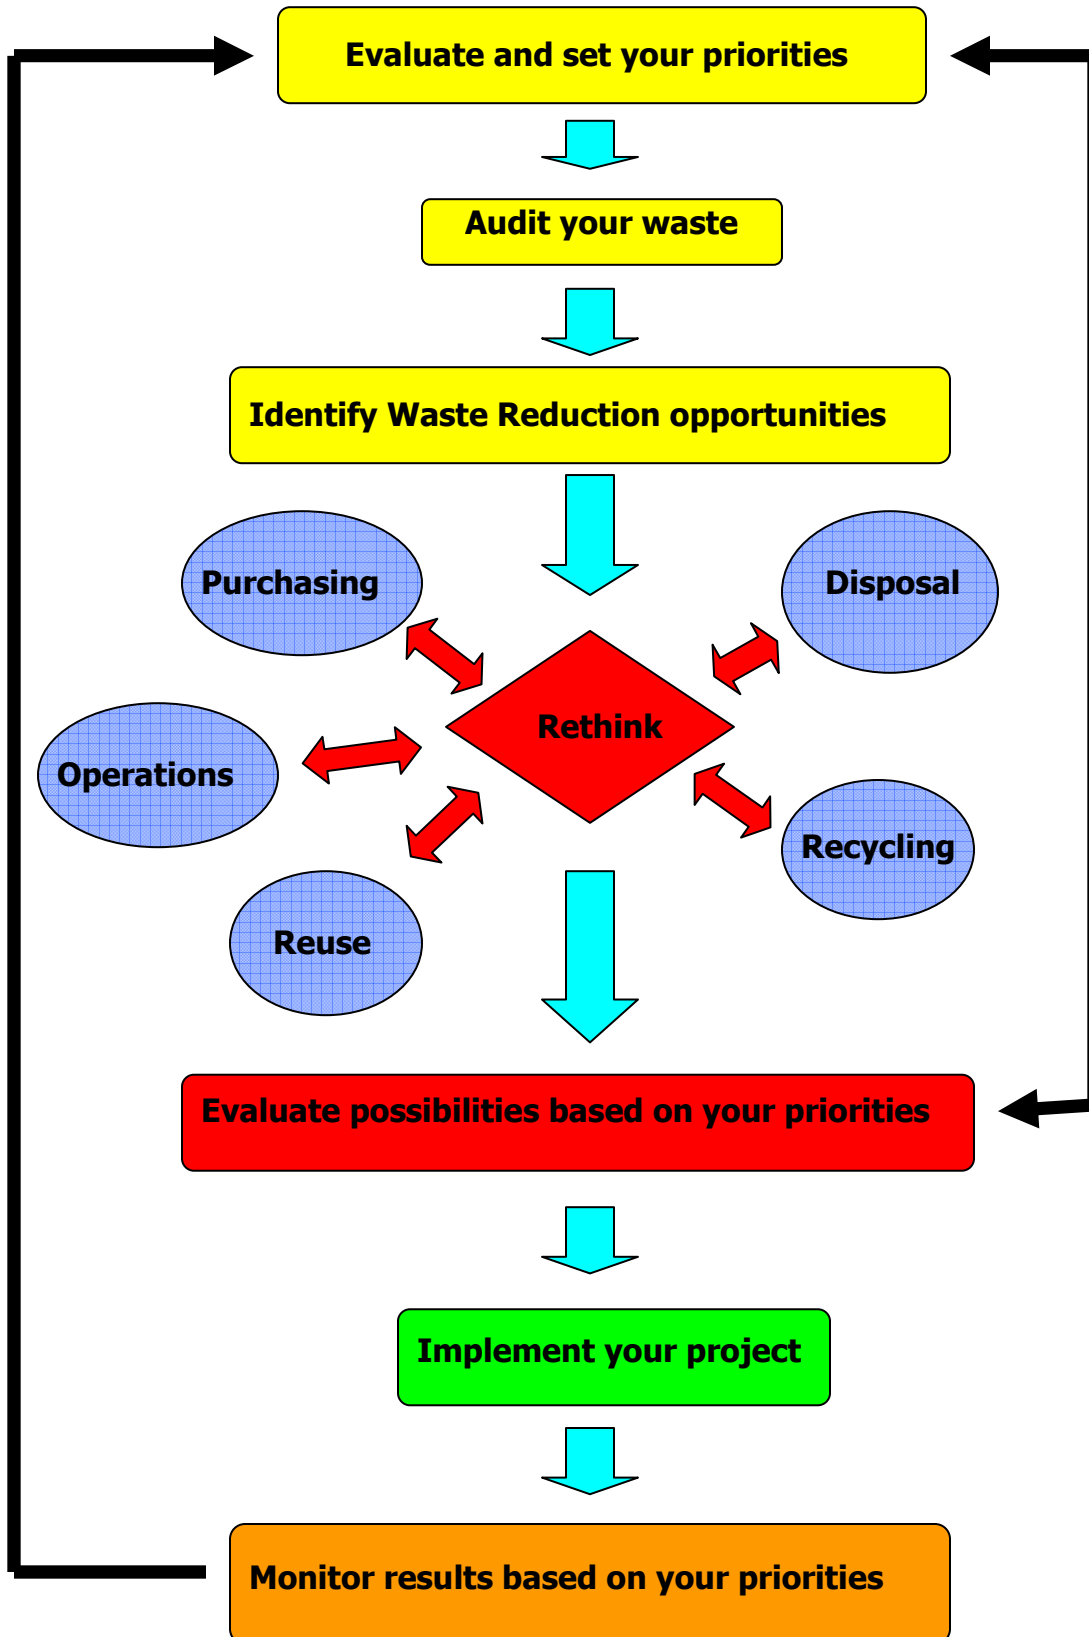 Evaluate and set your priorities
Audit your waste
Identify Waste Reduction opportunities
Purchasing
Disposal
Rethink
Operations
Recycling
Reuse
Evaluate possibilities based on your priorities
Implement your project
Monitor results based on your priorities